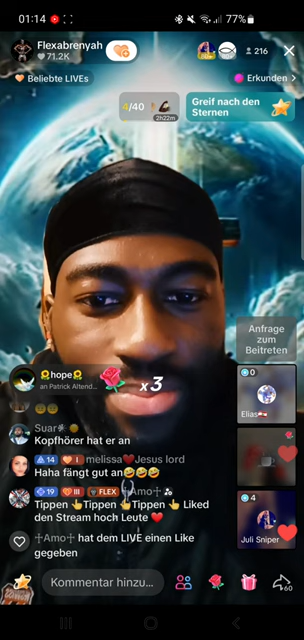 01:14
77%
Flexabrenyah
71.2K
216
Beliebte LIVEs
Erkunden >
4/40
2h22m
Greif nach den
Sternen
Anfrage
zum
Beitreten
hope
an Patrick Altend...
x3
0
Elias
Suar
Kopfhörer hat er an
14 I melissa❤️Jesus lord
Haha fängt gut an🤣🤣🤣
19 III FLEX ♱Amo♱
Tippen 👆Tippen👆Tippen 👆 Liked
den Stream hoch Leute ❤️
4
Juli Sniper
♱Amo♱ hat dem LIVE einen Like
gegeben
Kommentar hinzu...
60